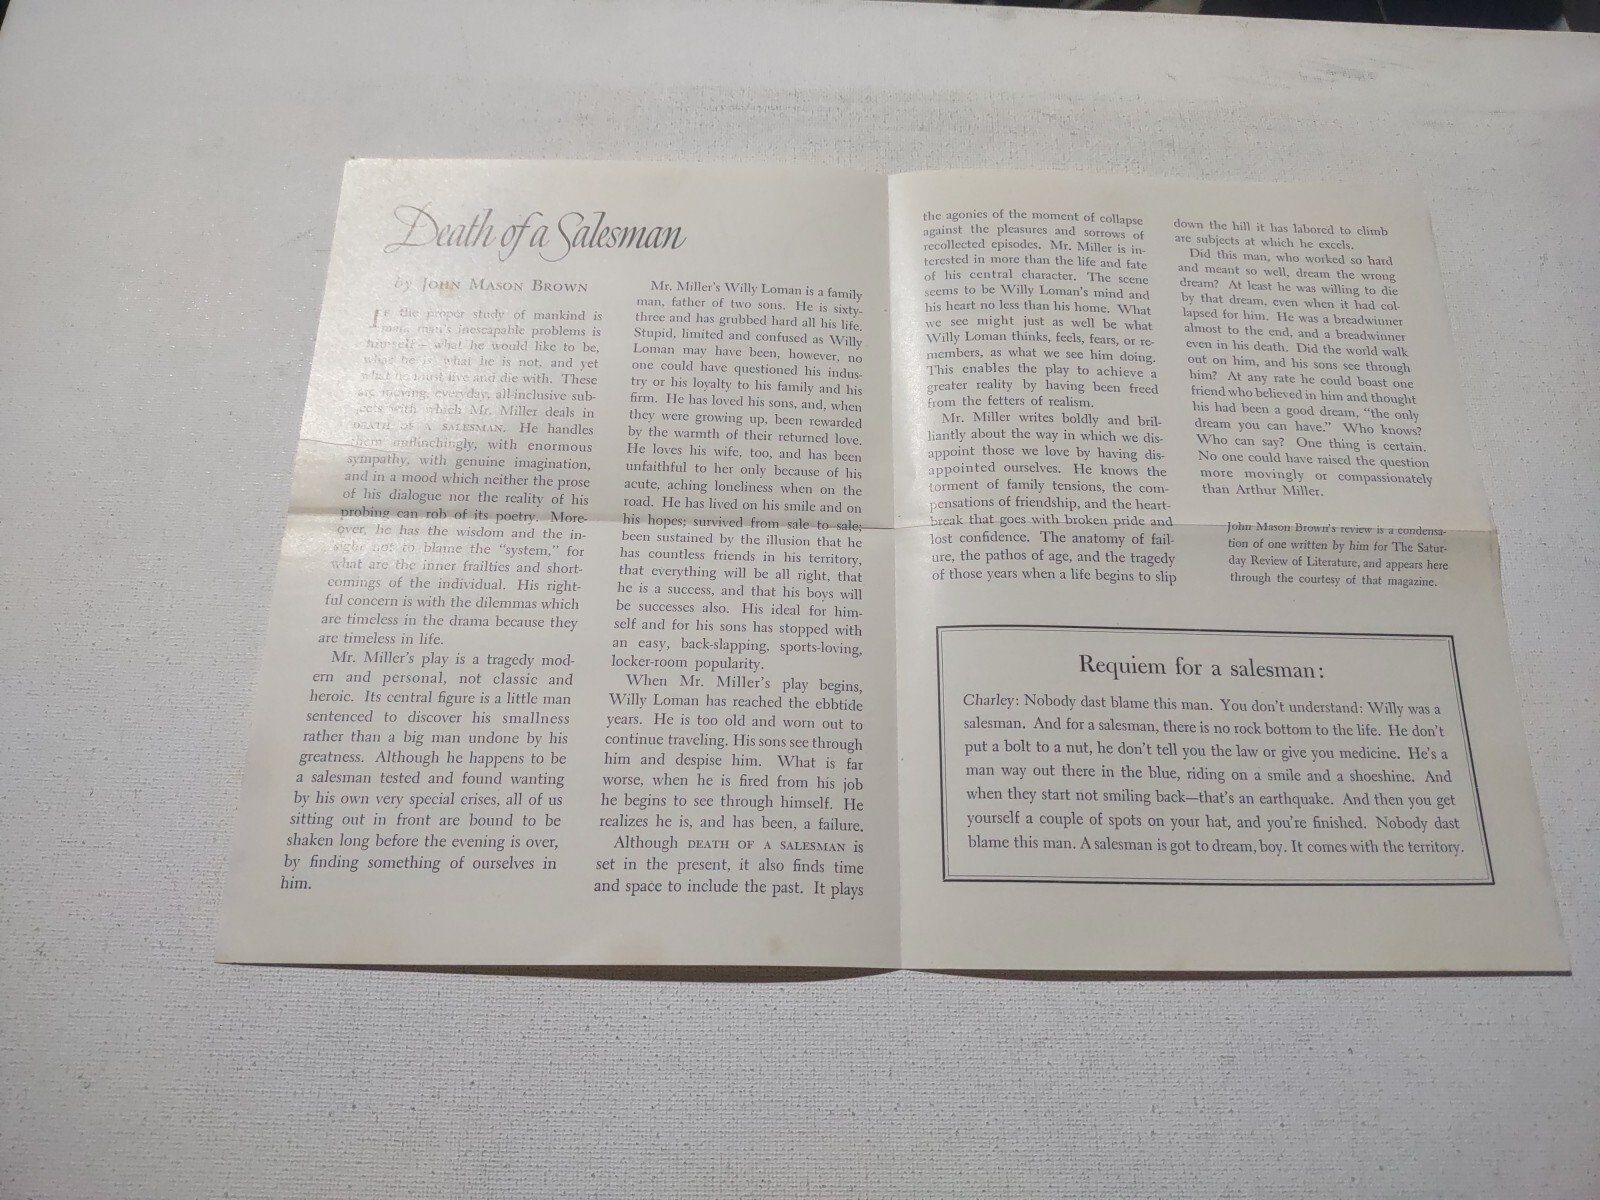 Death of a Salesman
by JOHN MASON BROWN
If the proper study of mankind is
man, man's inescapable problems is
himself—what he would like to be,
what he is, what he is not, and yet
what he must live and die with. These
are moving, everyday, all-inclusive sub-
jects with which Mr. Miller deals in
DEATH OF A SALESMAN. He handles
them unflinchingly, with enormous
sympathy, with genuine imagination,
and in a mood which neither the prose
of his dialogue nor the reality of his
probing can rob of its poetry. More-
over, he has the wisdom and the in-
sight not to blame the "system," for
what are the inner frailties and short-
comings of the individual. His right-
ful concern is with the dilemmas which
are timeless in the drama because they
are timeless in life.
Mr. Miller's play is a tragedy mod-
ern and personal, not classic and
heroic. Its central figure is a little man
sentenced to discover his smallness
rather than a big man undone by his
greatness. Although he happens to be
a salesman tested and found wanting
by his own very special crises, all of us
sitting out in front are bound to be
shaken long before the evening is over,
by finding something of ourselves in
him.
Mr. Miller's Willy Loman is a family
man, father of two sons. He is sixty-
three and has grubbed hard all his life.
Stupid, limited and confused as Willy
Loman may have been, however, no
one could have questioned his indus-
try or his loyalty to his family and his
firm. He has loved his sons, and, when
they were growing up, been rewarded
by the warmth of their returned love.
He loves his wife, too, and has been
unfaithful to her only because of his
acute, aching loneliness when on the
road. He has lived on his smile and on
his hopes; survived from sale to sale;
been sustained by the illusion that he
has countless friends in his territory,
that everything will be all right, that
he is a success, and that his boys will
be successes also. His ideal for him-
self and for his sons has stopped with
an easy, back-slapping, sports-loving,
locker-room popularity.
When Mr. Miller's play begins,
Willy Loman has reached the ebbtide
years. He is too old and worn out to
continue traveling. His sons see through
him and despise him. What is far
worse, when he is fired from his job
he begins to see through himself. He
realizes he is, and has been, a failure.
Although DEATH OF A SALESMAN is
set in the present, it also finds time
and space to include the past. It plays
the agonies of the moment of collapse
against the pleasures and sorrows of
recollected episodes. Mr. Miller is in-
terested in more than the life and fate
of his central character. The scene
seems to be Willy Loman's mind and
his heart no less than his home. What
we see might just as well be what
Willy Loman thinks, feels, fears, or re-
members, as what we see him doing.
This enables the play to achieve a
greater reality by having been freed
from the fetters of realism.
Mr. Miller writes boldly and bril-
liantly about the way in which we dis-
appoint those we love by having dis-
appointed ourselves. He knows the
torment of family tensions, the com-
pensations of friendship, and the heart-
break that goes with broken pride and
lost confidence. The anatomy of fail-
ure, the pathos of age, and the tragedy
of those years when a life begins to slip
down the hill it has labored to climb
are subjects at which he excels.
Did this man, who worked so hard
and meant so well, dream the wrong
dream? At least he was willing to die
by that dream, even when it had col-
lapsed for him. He was a breadwinner
almost to the end, and a breadwinner
even in his death. Did the world walk
out on him, and his sons see through
him? At any rate he could boast one
friend who believed in him and thought
his had been a good dream, "the only
dream you can have." Who knows?
Who can say? One thing is certain.
No one could have raised the question
more movingly or compassionately
than Arthur Miller.
John Mason Brown's review is a condensa-
tion of one written by him for The Satur-
day Review of Literature, and appears here
through the courtesy of that magazine.
Requiem for a salesman:
Charley: Nobody dast blame this man. You don't understand: Willy was a
salesman. And for a salesman, there is no rock bottom to the life. He don't
put a bolt to a nut, he don't tell you the law or give you medicine. He's a
man way out there in the blue, riding on a smile and a shoeshine. And
when they start not smiling back—that's an earthquake. And then you get
yourself a couple of spots on your hat, and you're finished. Nobody dast
blame this man. A salesman is got to dream, boy. It comes with the territory.